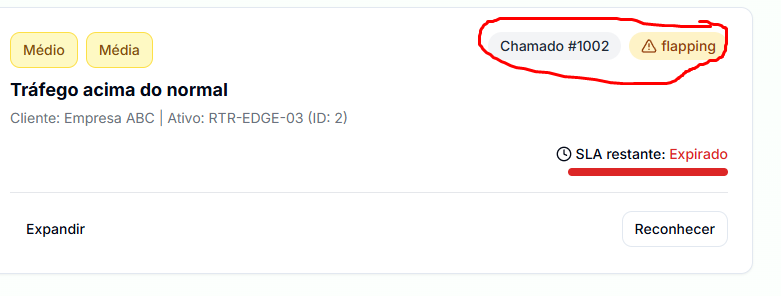 Médio Média Chamado #1002 flapping
Tráfego acima do normal
Cliente: Empresa ABC | Ativo: RTR-EDGE-03 (ID: 2)
SLA restante: Expirado
Expandir Reconhecer